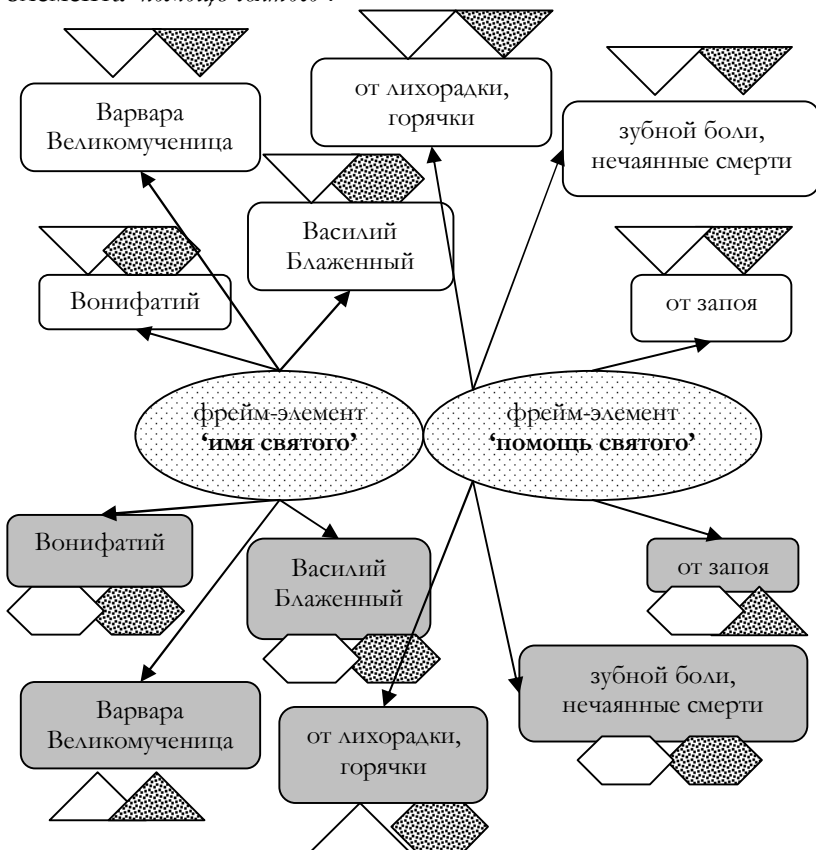 элемента ‘помощь святого’.
Варвара
Великомученица
от лихорадки,
горячки
зубной боли,
нечаянные смерти
Василий
Блаженный
Вонифатий
от запоя
фрейм-элемент
‘имя святого’
фрейм-элемент
‘помощь святого’
Вонифатий
Василий
Блаженный
от запоя
Варвара
Великомученица
от лихорадки,
горячки
зубной боли,
нечаянные смерти